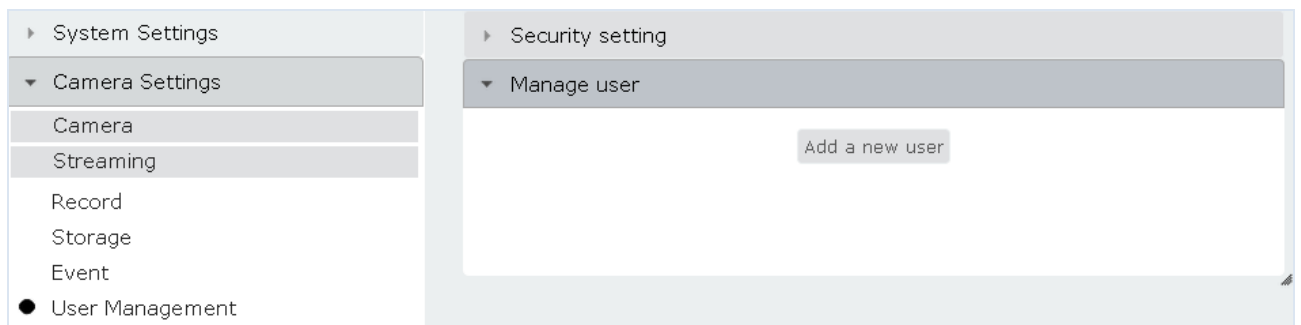 System Settings
Camera Settings
Camera
Streaming
Record
Storage
Event
User Management
Security setting
Manage user
Add a new user